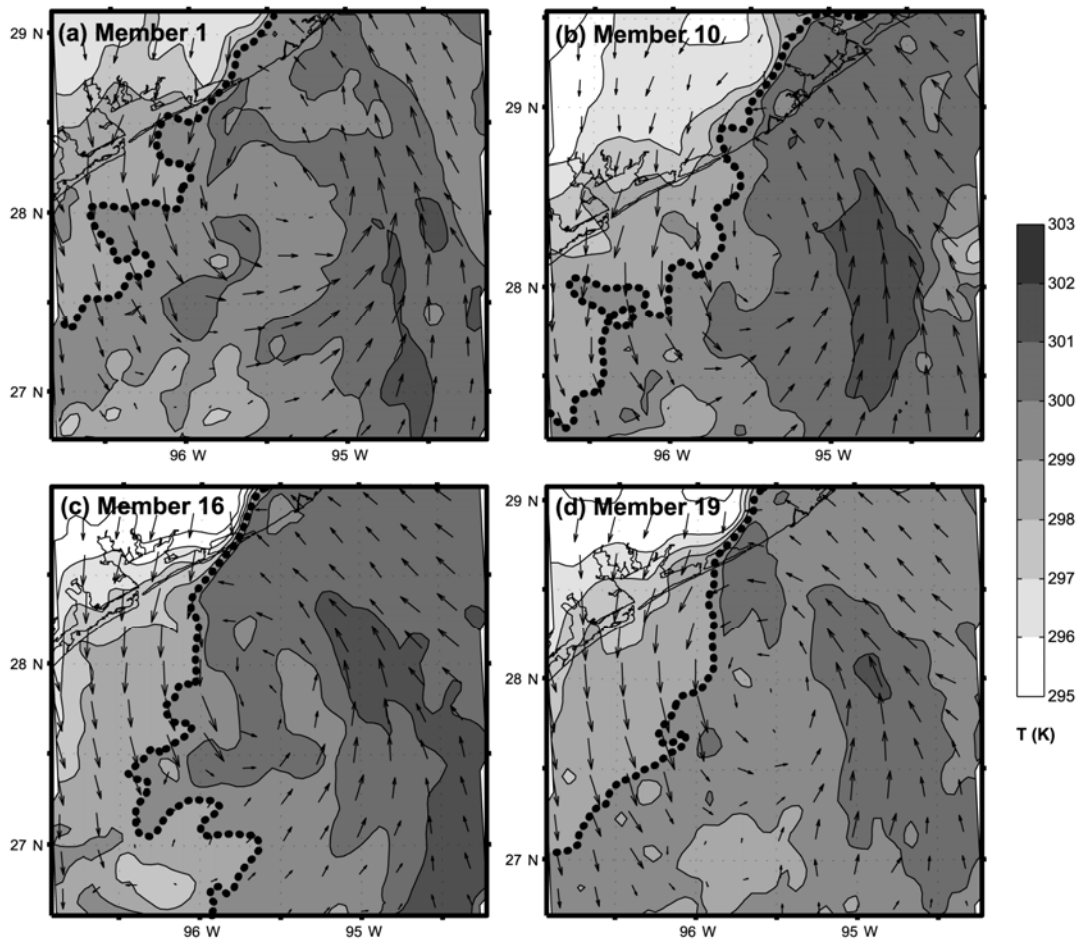 (a) Member 1
29 N
28 N
27 N
96 W
95 W
(b) Member 10
29 N
28 N
27 N
96 W
95 W
(c) Member 16
28 N
27 N
96 W
95 W
(d) Member 19
29 N
28 N
27 N
96 W
95 W
303
302
301
300
299
298
297
296
295
T (K)